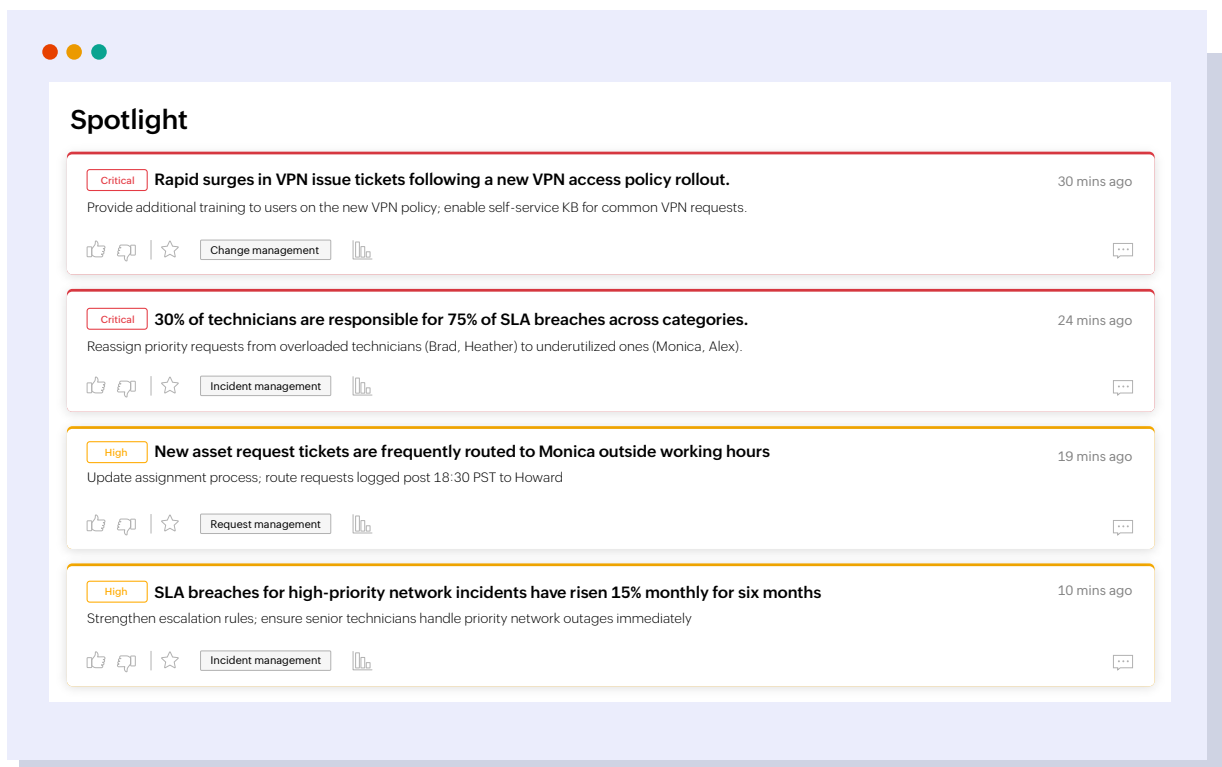 Spotlight
Critical Rapid surges in VPN issue tickets following a new VPN access policy rollout. 30 mins ago
Provide additional training to users on the new VPN policy; enable self-service KB for common VPN requests.
Change management
Critical 30% of technicians are responsible for 75% of SLA breaches across categories. 24 mins ago
Reassign priority requests from overloaded technicians (Brad, Heather) to underutilized ones (Monica, Alex).
Incident management
High New asset request tickets are frequently routed to Monica outside working hours 19 mins ago
Update assignment process; route requests logged post 18:30 PST to Howard
Request management
High SLA breaches for high-priority network incidents have risen 15% monthly for six months 10 mins ago
Strengthen escalation rules; ensure senior technicians handle priority network outages immediately
Incident management